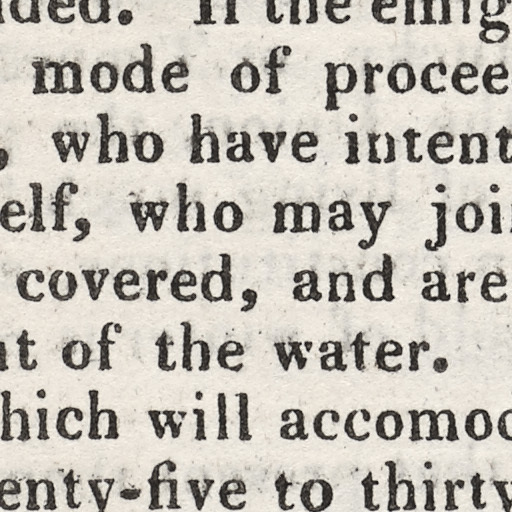 nded. If the emig
mode of procee
, who have intent
elf, who may joi
covered, and are
nt of the water.
hich will accomod
enty-five to thirty